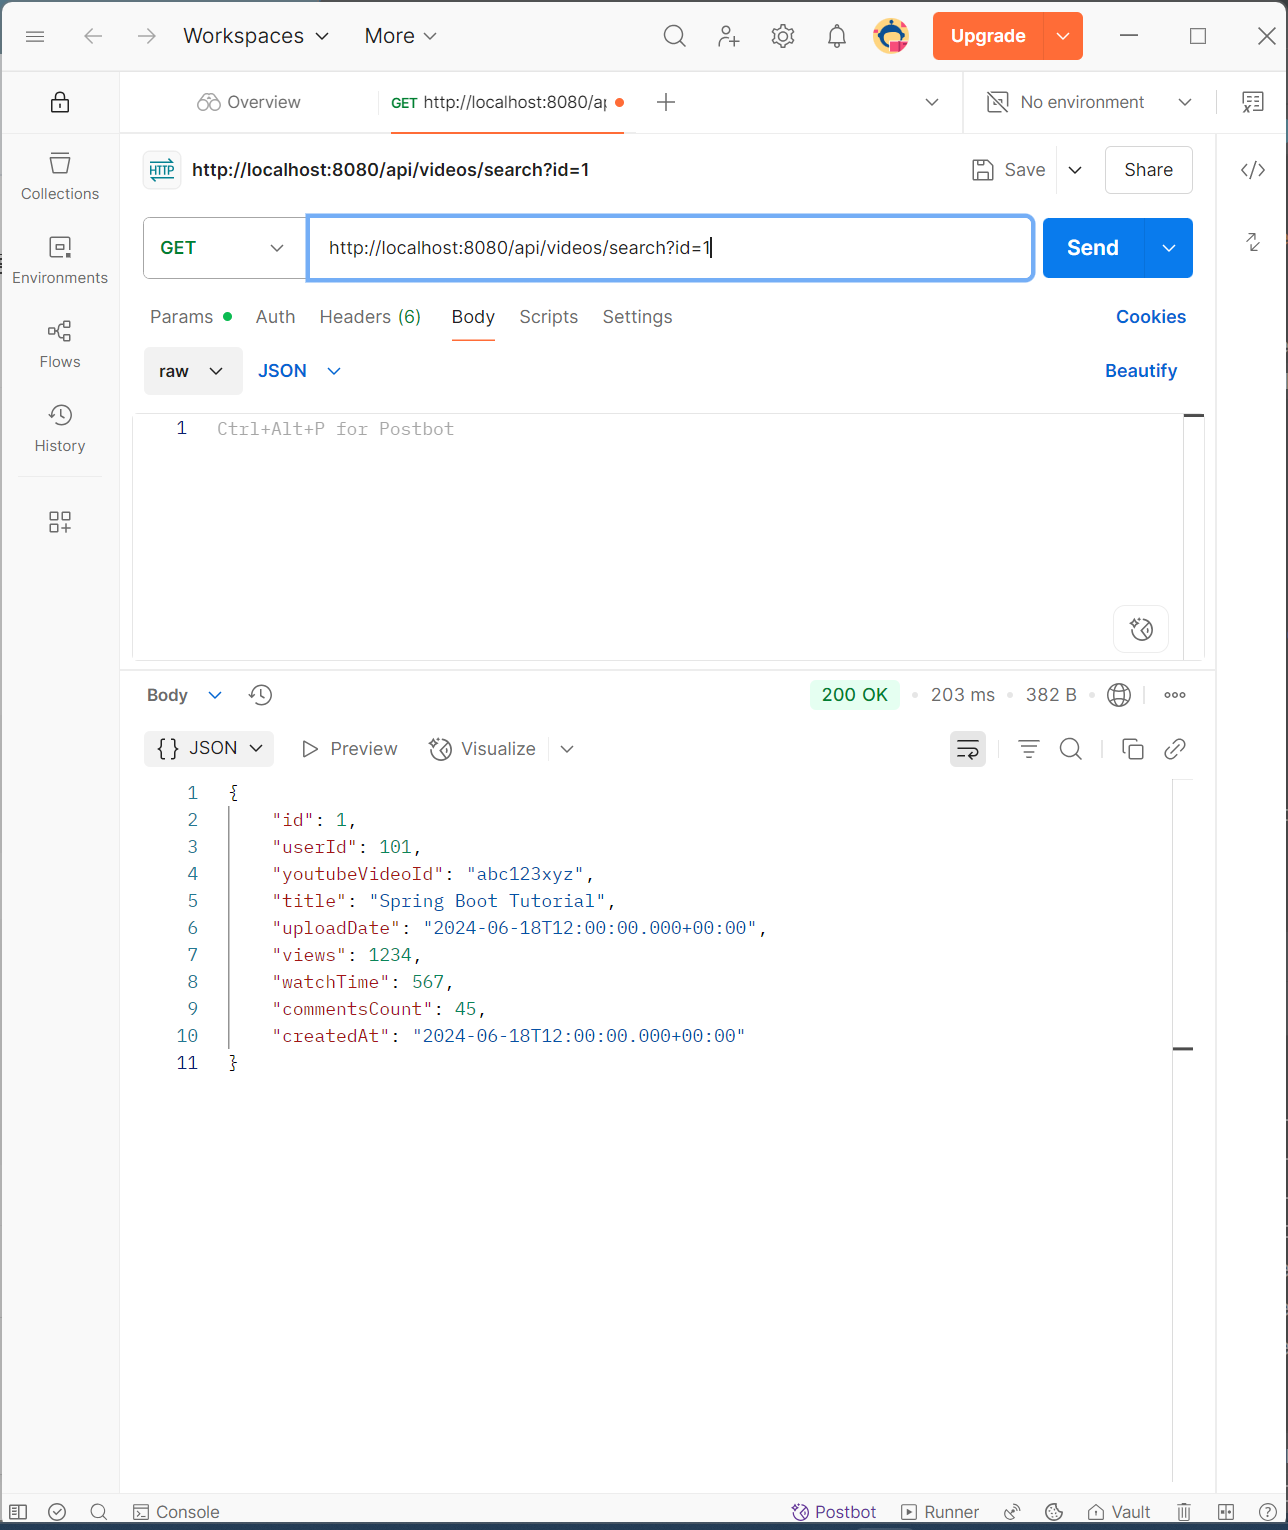 Workspaces More Upgrade
Overview GET http://localhost:8080/ap No environment
HTTP http://localhost:8080/api/videos/search?id=1 Save Share
Collections
GET http://localhost:8080/api/videos/search?id=1 Send
Environments
Params Auth Headers (6) Body Scripts Settings Cookies
Flows
raw JSON Beautify
History
1 Ctrl+Alt+P for Postbot
Body 200 OK 203 ms 382 B
{} JSON Preview Visualize
1 {
2 "id": 1,
3 "userId": 101,
4 "youtubeVideoId": "abc123xyz",
5 "title": "Spring Boot Tutorial",
6 "uploadDate": "2024-06-18T12:00:00.000+00:00",
7 "views": 1234,
8 "watchTime": 567,
9 "commentsCount": 45,
10 "createdAt": "2024-06-18T12:00:00.000+00:00"
11 }
Console Postbot Runner Vault